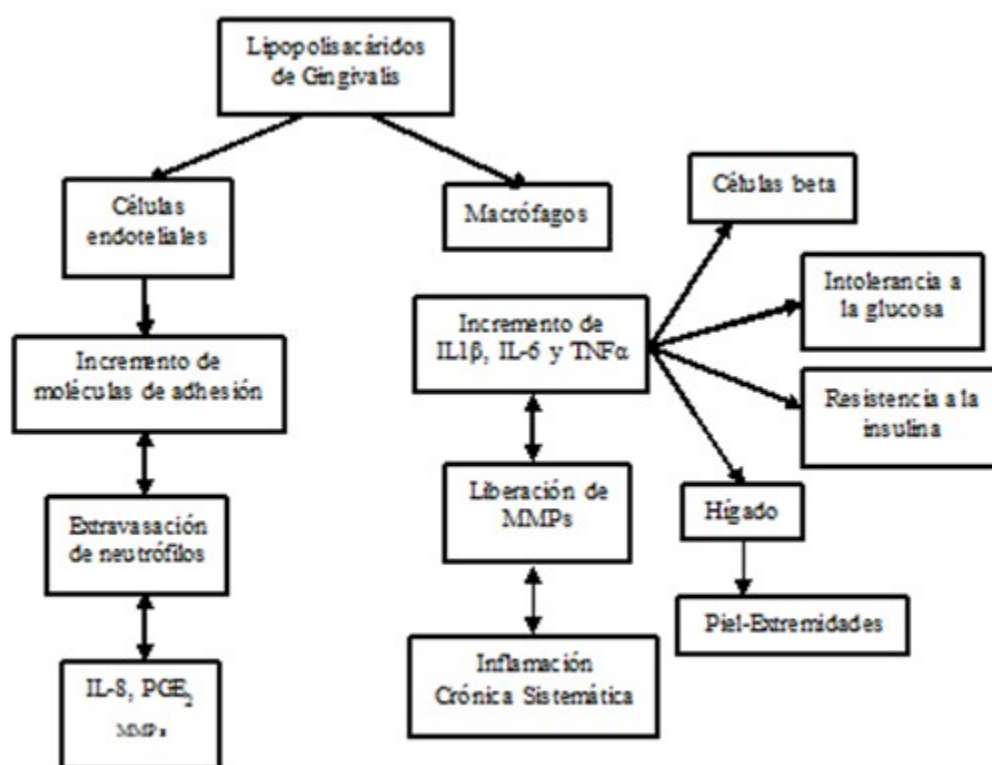 Lipopolisacáridos
de Gingivalis
Células
endoteliales
Macrófagos
Células beta
Incremento de
IL1β, IL-6 y TNFα
Intolerancia a
la glucosa
Incremento de
moléculas de adhesión
Resistencia a la
insulina
Liberación de
MMPs
Hígado
Extravasación
de neutrófilos
Piel-Extremidades
Inflamación
Crónica Sistemática
IL-8, PGE₂
MMPs